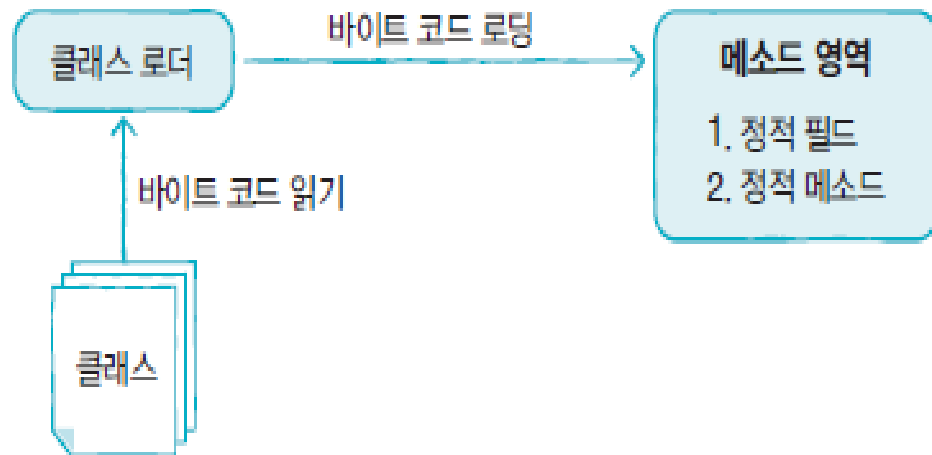 클래스 로더
바이트 코드 로딩
메소드 영역
1. 정적 필드
2. 정적 메소드
바이트 코드 읽기
클래스